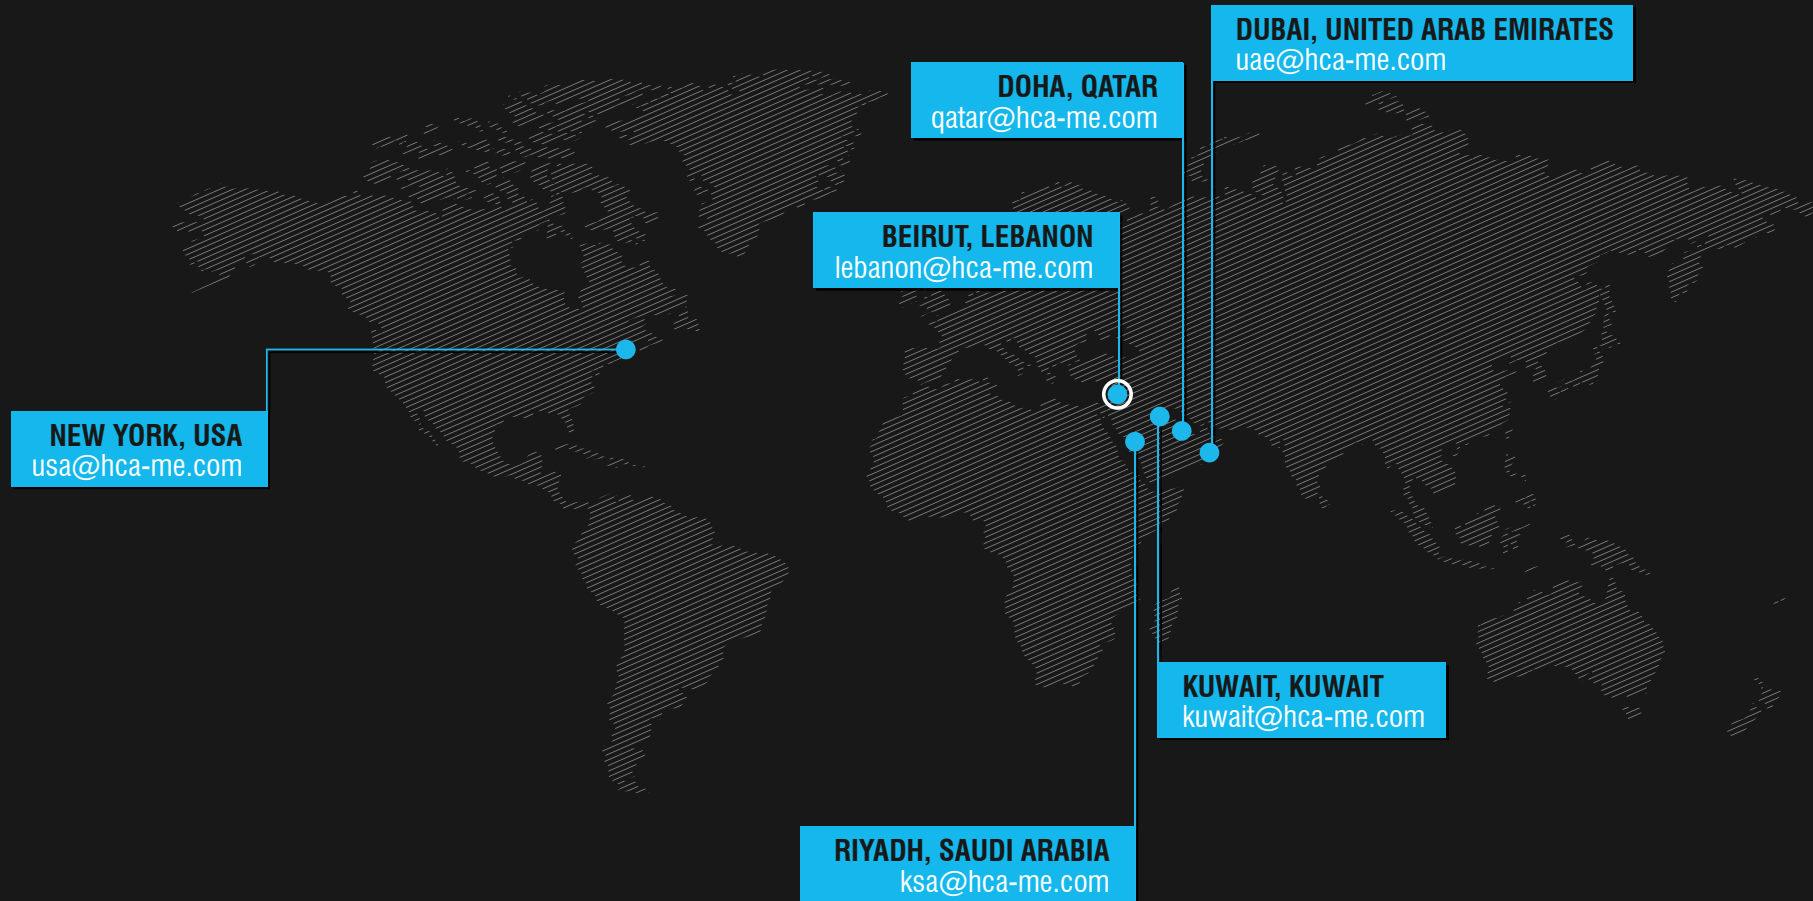 DUBAI, UNITED ARAB EMIRATES
uae@hca-me.com
DOHA, QATAR
qatar@hca-me.com
BEIRUT, LEBANON
lebanon@hca-me.com
NEW YORK, USA
usa@hca-me.com
KUWAIT, KUWAIT
kuwait@hca-me.com
RIYADH, SAUDI ARABIA
ksa@hca-me.com